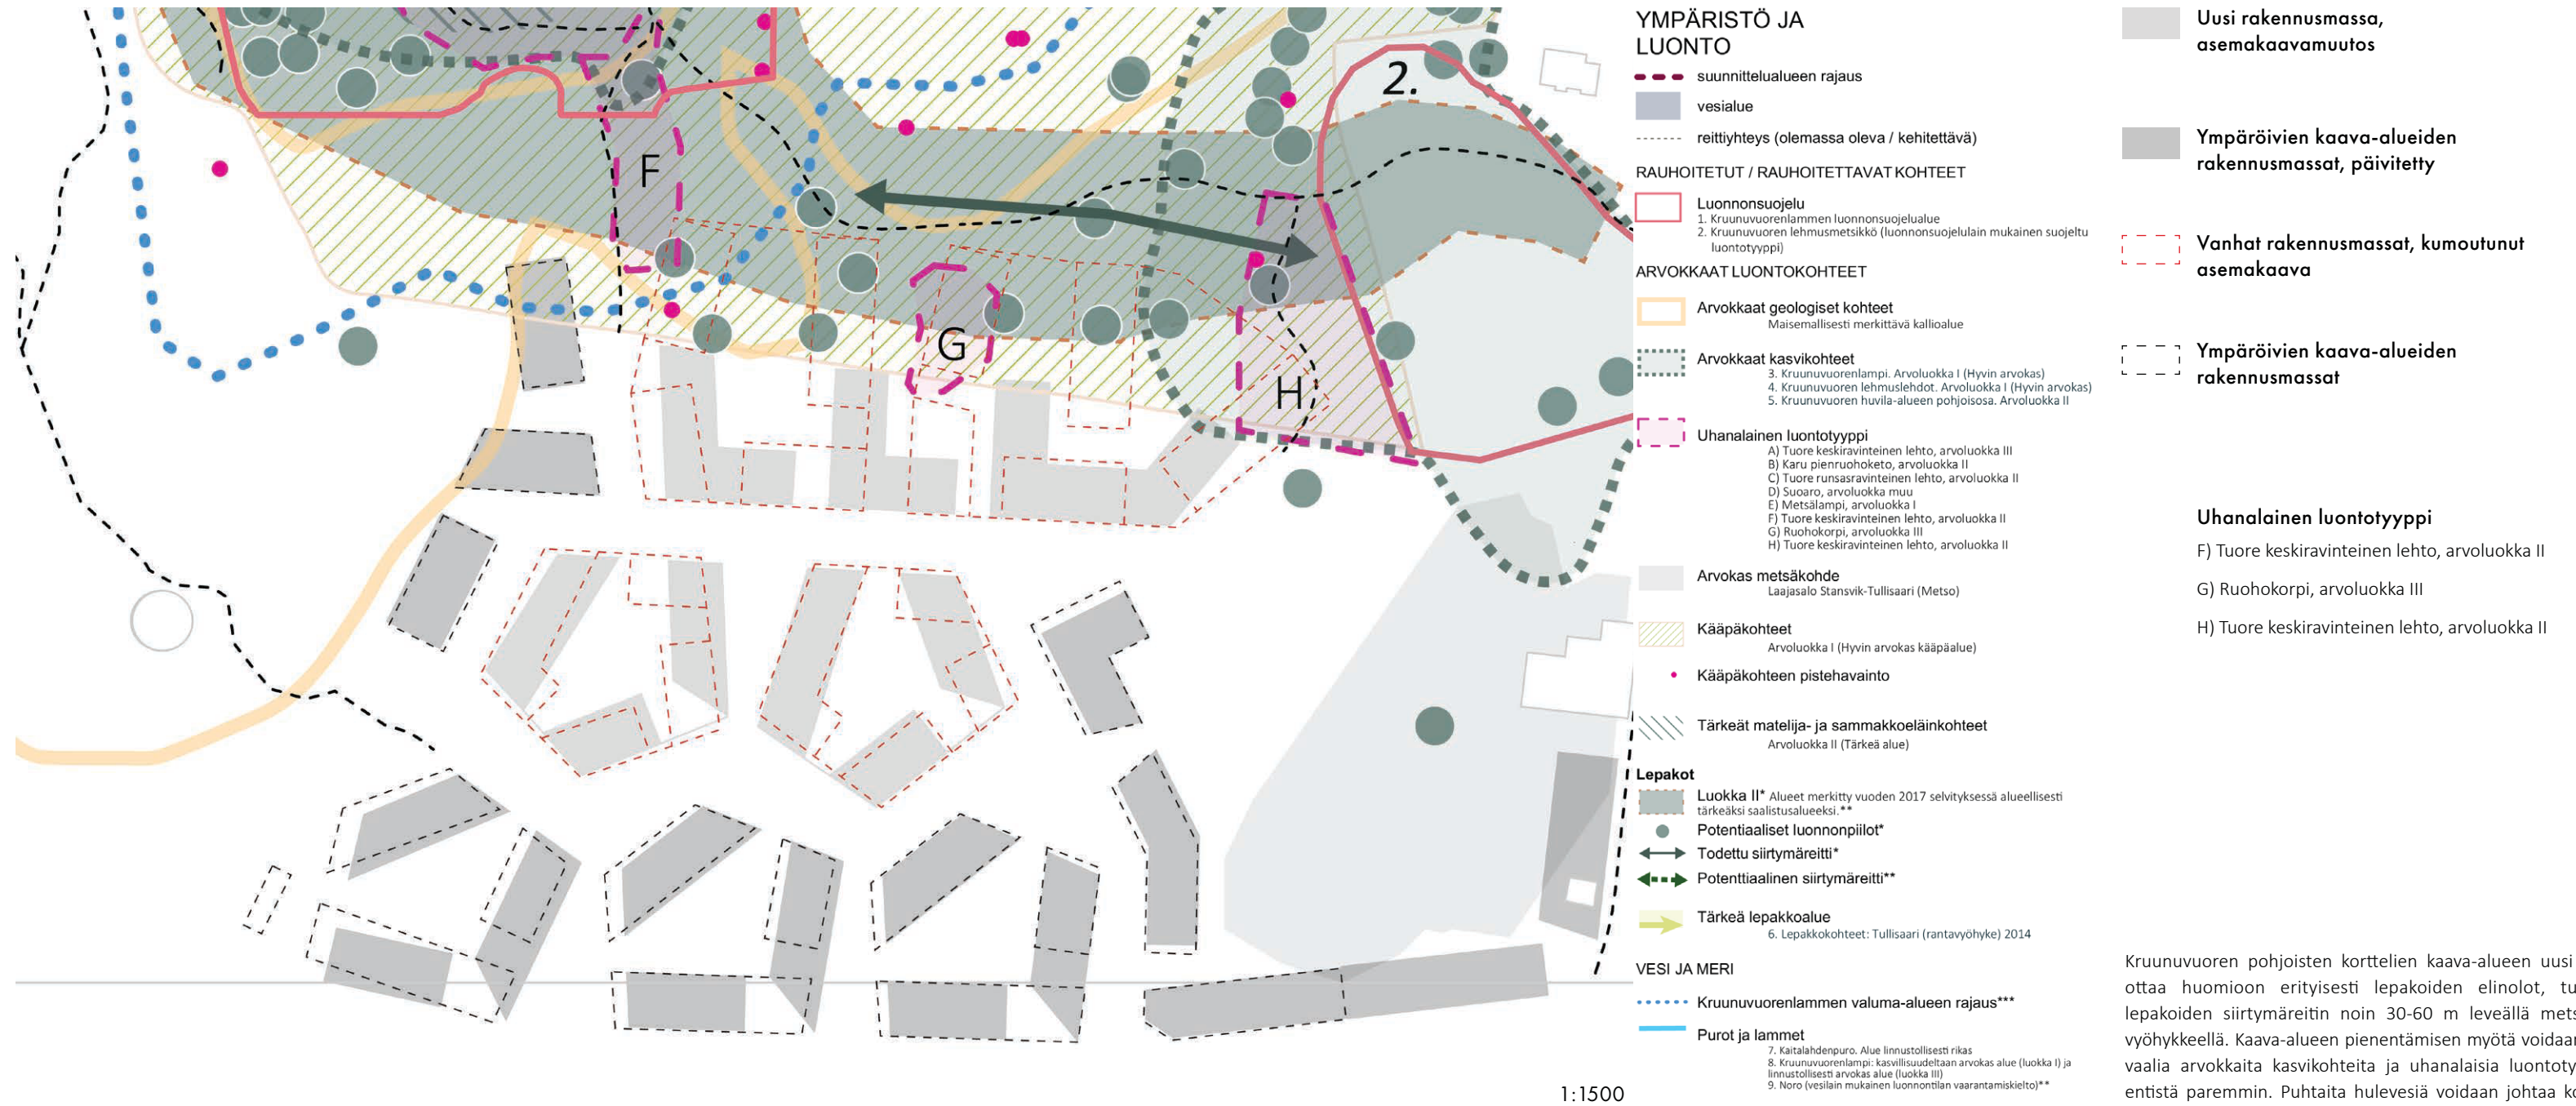 2.
F
G
H
1:1500
YMPÄRISTÖ JA
LUONTO
suunnittelualueen rajaus
vesialue
reittiyhteys (olemassa oleva / kehitettävä)
RAUHOITETUT / RAUHOITETTAVAT KOHTEET
Luonnonsuojelu
1. Kruunuvuorenlammen luonnonsuojelualue
2. Kruunuvuoren lehmusmetsikkö (luonnonsuojelulain mukainen suojeltu
luontotyyppi)
ARVOKKAAT LUONTOKOHTEET
Arvokkaat geologiset kohteet
Maisemallisesti merkittävä kallioalue
Arvokkaat kasvikohteet
3. Kruunuvuorenlampi. Arvoluokka I (Hyvin arvokas)
4. Kruunuvuoren lehmuslehdot. Arvoluokka I (Hyvin arvokas)
5. Kruunuvuoren huvila-alueen pohjoisosa. Arvoluokka II
Uhanalainen luontotyyppi
A) Tuore keskiravinteinen lehto, arvoluokka III
B) Karu pienruohoketo, arvoluokka II
C) Tuore runsasravinteinen lehto, arvoluokka II
D) Suoaro, arvoluokka muu
E) Metsälampi, arvoluokka I
F) Tuore keskiravinteinen lehto, arvoluokka II
G) Ruohokorpi, arvoluokka III
H) Tuore keskiravinteinen lehto, arvoluokka II
Arvokas metsäkohde
Laajasalo Stansvik-Tullisaari (Metso)
Kääpäkohteet
Arvoluokka I (Hyvin arvokas kääpäalue)
Kääpäkohteen pistehavainto
Tärkeät matelija- ja sammakkoeläinkohteet
Arvoluokka II (Tärkeä alue)
Lepakot
Luokka II* Alueet merkitty vuoden 2017 selvityksessä alueellisesti
tärkeäksi saalistusalueeksi.**
Potentiaaliset luonnonpiilot*
Todettu siirtymäreitti*
Potenttiaalinen siirtymäreitti**
Tärkeä lepakkoalue
6. Lepakkokohteet: Tullisaari (rantavyöhyke) 2014
VESI JA MERI
Kruunuvuorenlammen valuma-alueen rajaus***
Purot ja lammet
7. Kaitalahdenpuro. Alue linnustollisesti rikas
8. Kruunuvuorenlampi: kasvillisuudeltaan arvokas alue (luokka I) ja
linnustollisesti arvokas alue (luokka III)
9. Noro (vesilain mukainen luonnontilan vaarantamiskielto)**
Uusi rakennusmassa,
asemakaavamuutos
Ympäröivien kaava-alueiden
rakennusmassat, päivitetty
Vanhat rakennusmassat, kumoutunut
asemakaava
Ympäröivien kaava-alueiden
rakennusmassat
Uhanalainen luontotyyppi
F) Tuore keskiravinteinen lehto, arvoluokka II
G) Ruohokorpi, arvoluokka III
H) Tuore keskiravinteinen lehto, arvoluokka II
Kruunuvuoren pohjoisten korttelien kaava-alueen uusi
ottaa huomioon erityisesti lepakoiden elinolot, tu
lepakoiden siirtymäreitin noin 30-60 m leveällä mets
vyöhykkeellä. Kaava-alueen pienentämisen myötä voidaan
vaalia arvokkaita kasvikohteita ja uhanalaisia luontoty
entistä paremmin. Puhtaita hulevesiä voidaan johtaa ko